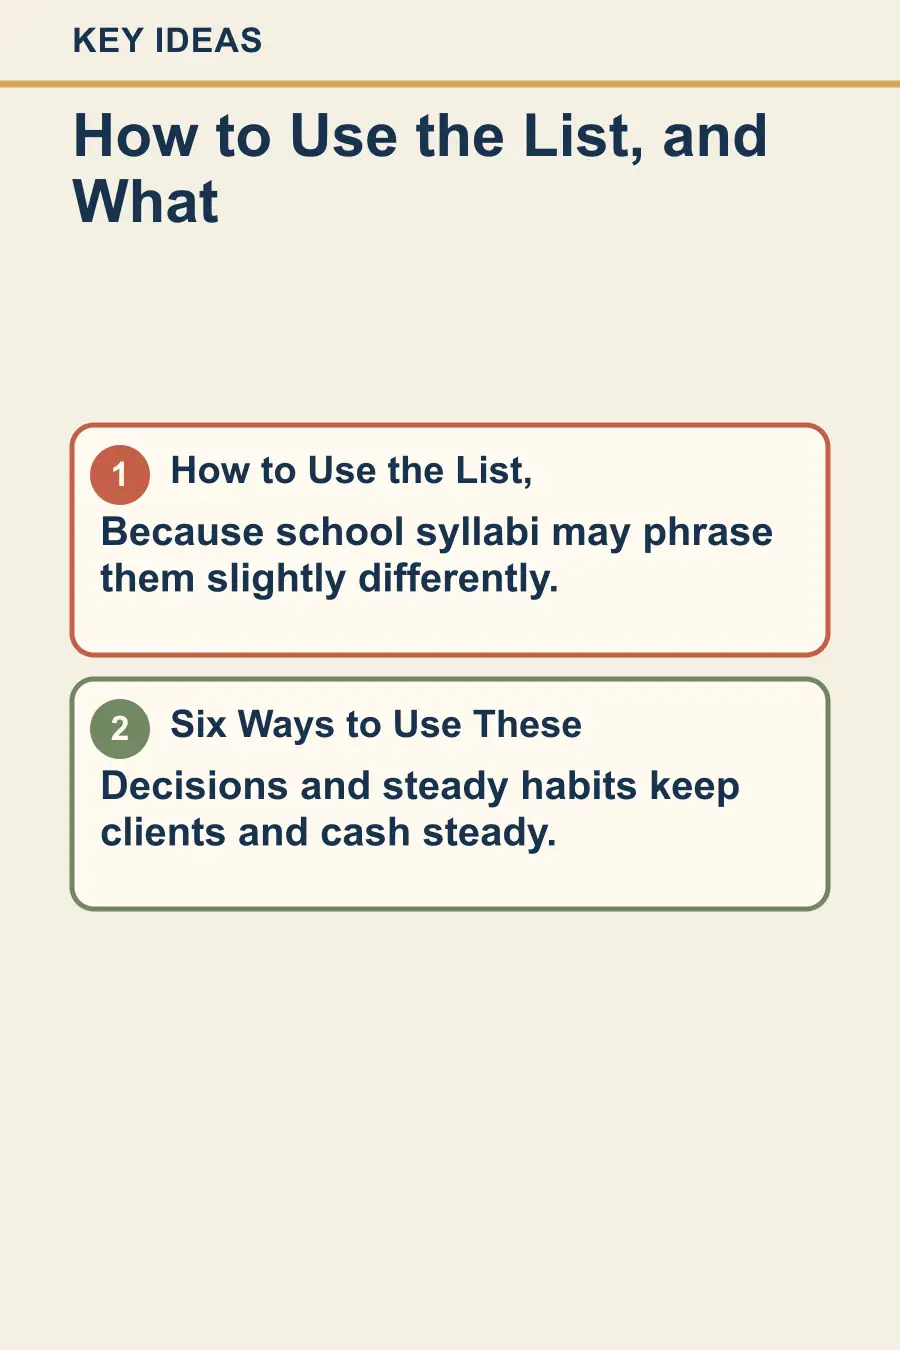 KEY IDEAS
How to Use the List, and
What
1
How to Use the List,
Because school syllabi may phrase
them slightly differently.
2
Six Ways to Use These
Decisions and steady habits keep
clients and cash steady.